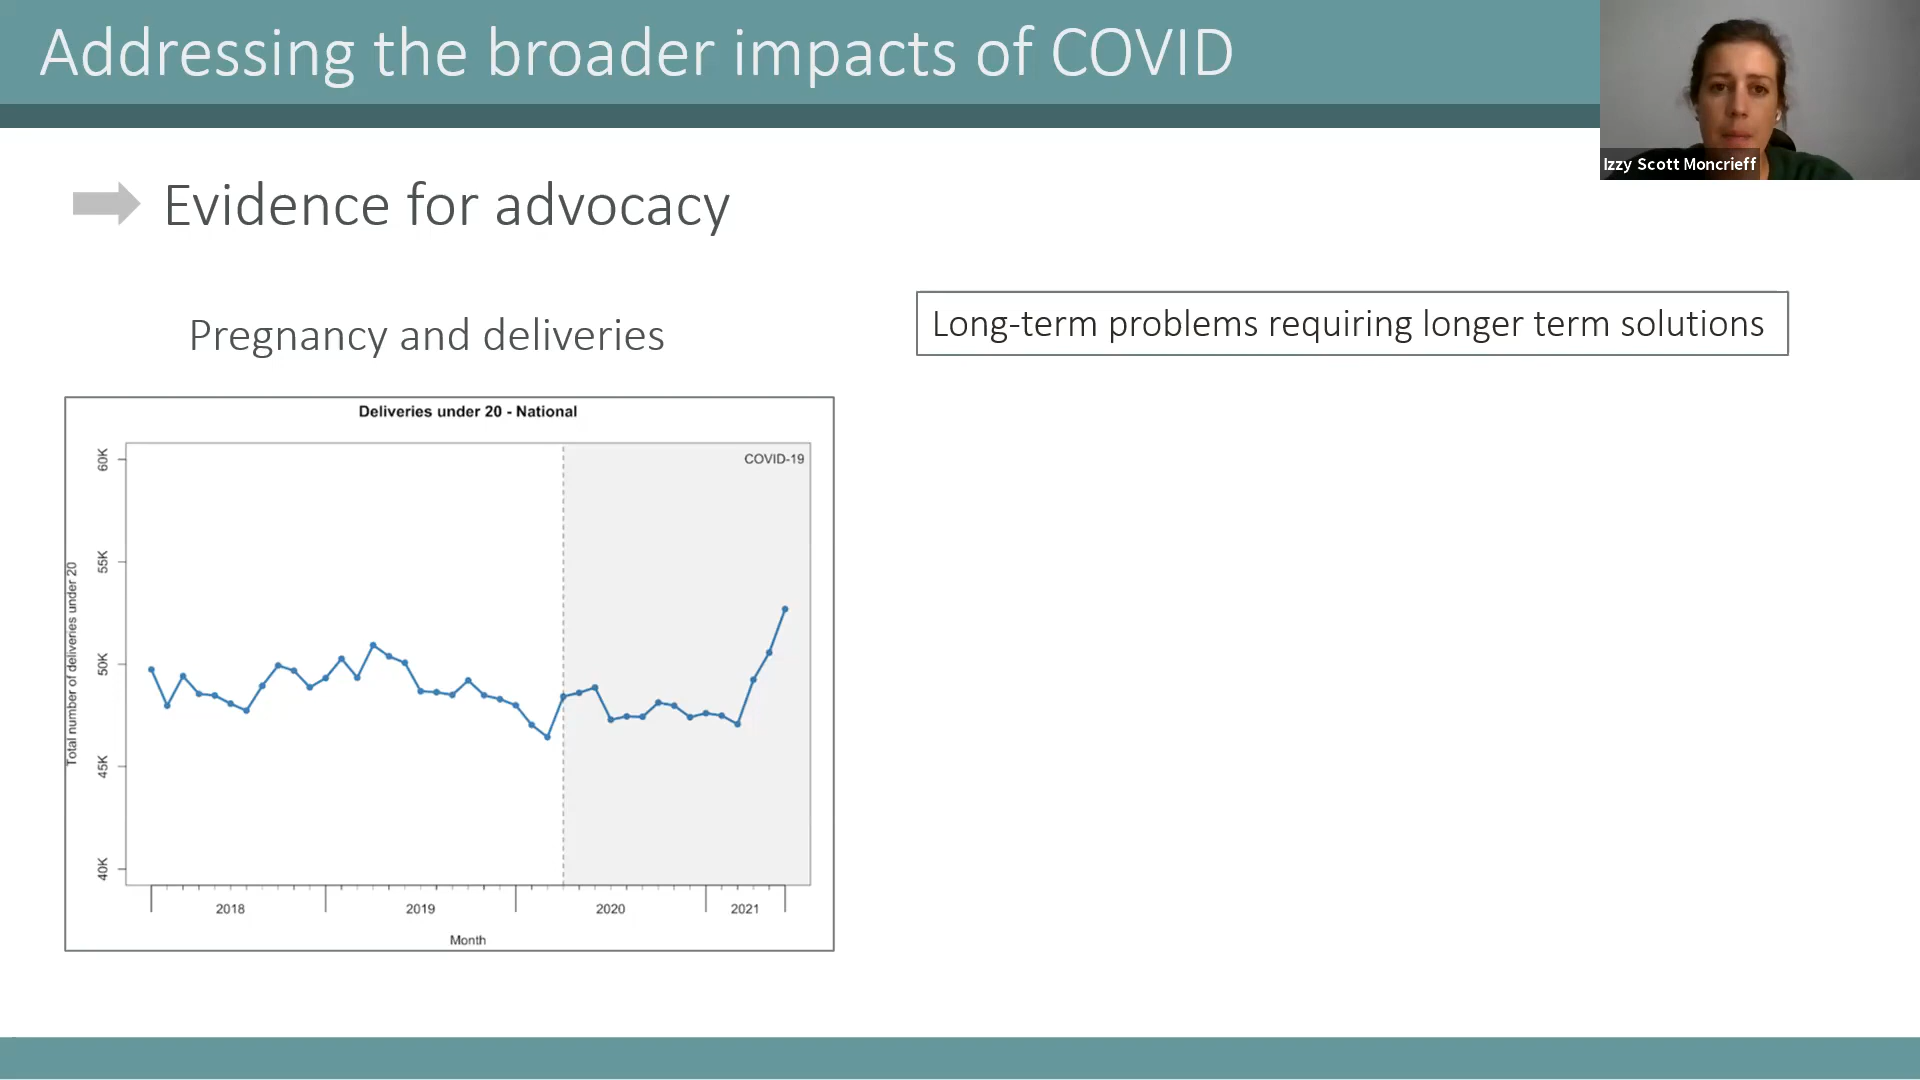 Addressing the broader impacts of COVID
Izzy Scott Moncrieff
Evidence for advocacy
Pregnancy and deliveries
Long-term problems requiring longer term solutions
Deliveries under 20 - National
COVID-19
60K
55K
50K
45K
40K
Total number of deliveries under 20
2018 2019 2020 2021
Month